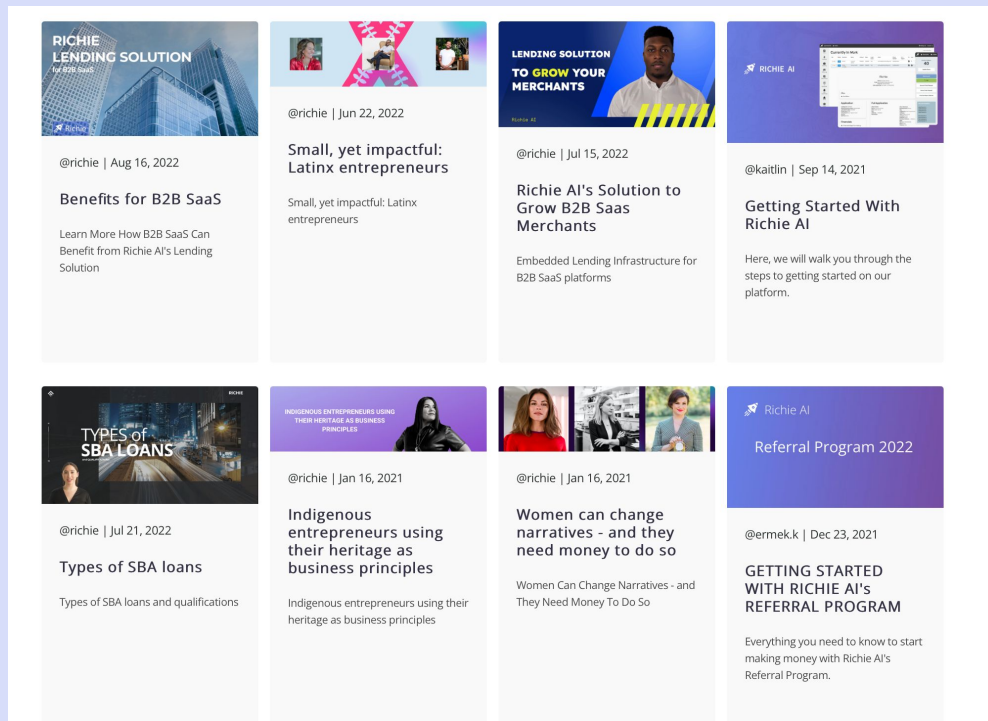 RICHIE
LENDING SOLUTION
for B2B SaaS
Richie
@richie | Aug 16, 2022
Benefits for B2B SaaS
Learn More How B2B SaaS Can
Benefit from Richie AI's Lending
Solution
@richie | Jun 22, 2022
Small, yet impactful:
Latinx entrepreneurs
Small, yet impactful: Latinx
entrepreneurs
LENDING SOLUTION
TO GROW YOUR
MERCHANTS
Richie AI
@richie | Jul 15, 2022
Richie AI's Solution to
Grow B2B Saas
Merchants
Embedded Lending Infrastructure for
B2B SaaS platforms
RICHIE AI
Currently in Work
@kaitlin | Sep 14, 2021
Getting Started With
Richie AI
Here, we will walk you through the
steps to getting started on our
platform.
RICHIE
TYPES of
SBA LOANS
@richie | Jul 21, 2022
Types of SBA loans
Types of SBA loans and qualifications
INDIGENOUS ENTREPRENEURS USING
THEIR HERITAGE AS BUSINESS
PRINCIPLES
@richie | Jan 16, 2021
Indigenous
entrepreneurs using
their heritage as
business principles
Indigenous entrepreneurs using their
heritage as business principles
@richie | Jan 16, 2021
Women can change
narratives - and they
need money to do so
Women Can Change Narratives - and
They Need Money To Do So
Richie AI
Referral Program 2022
@ermek.k | Dec 23, 2021
GETTING STARTED
WITH RICHIE AI's
REFERRAL PROGRAM
Everything you need to know to start
making money with Richie AI's
Referral Program.